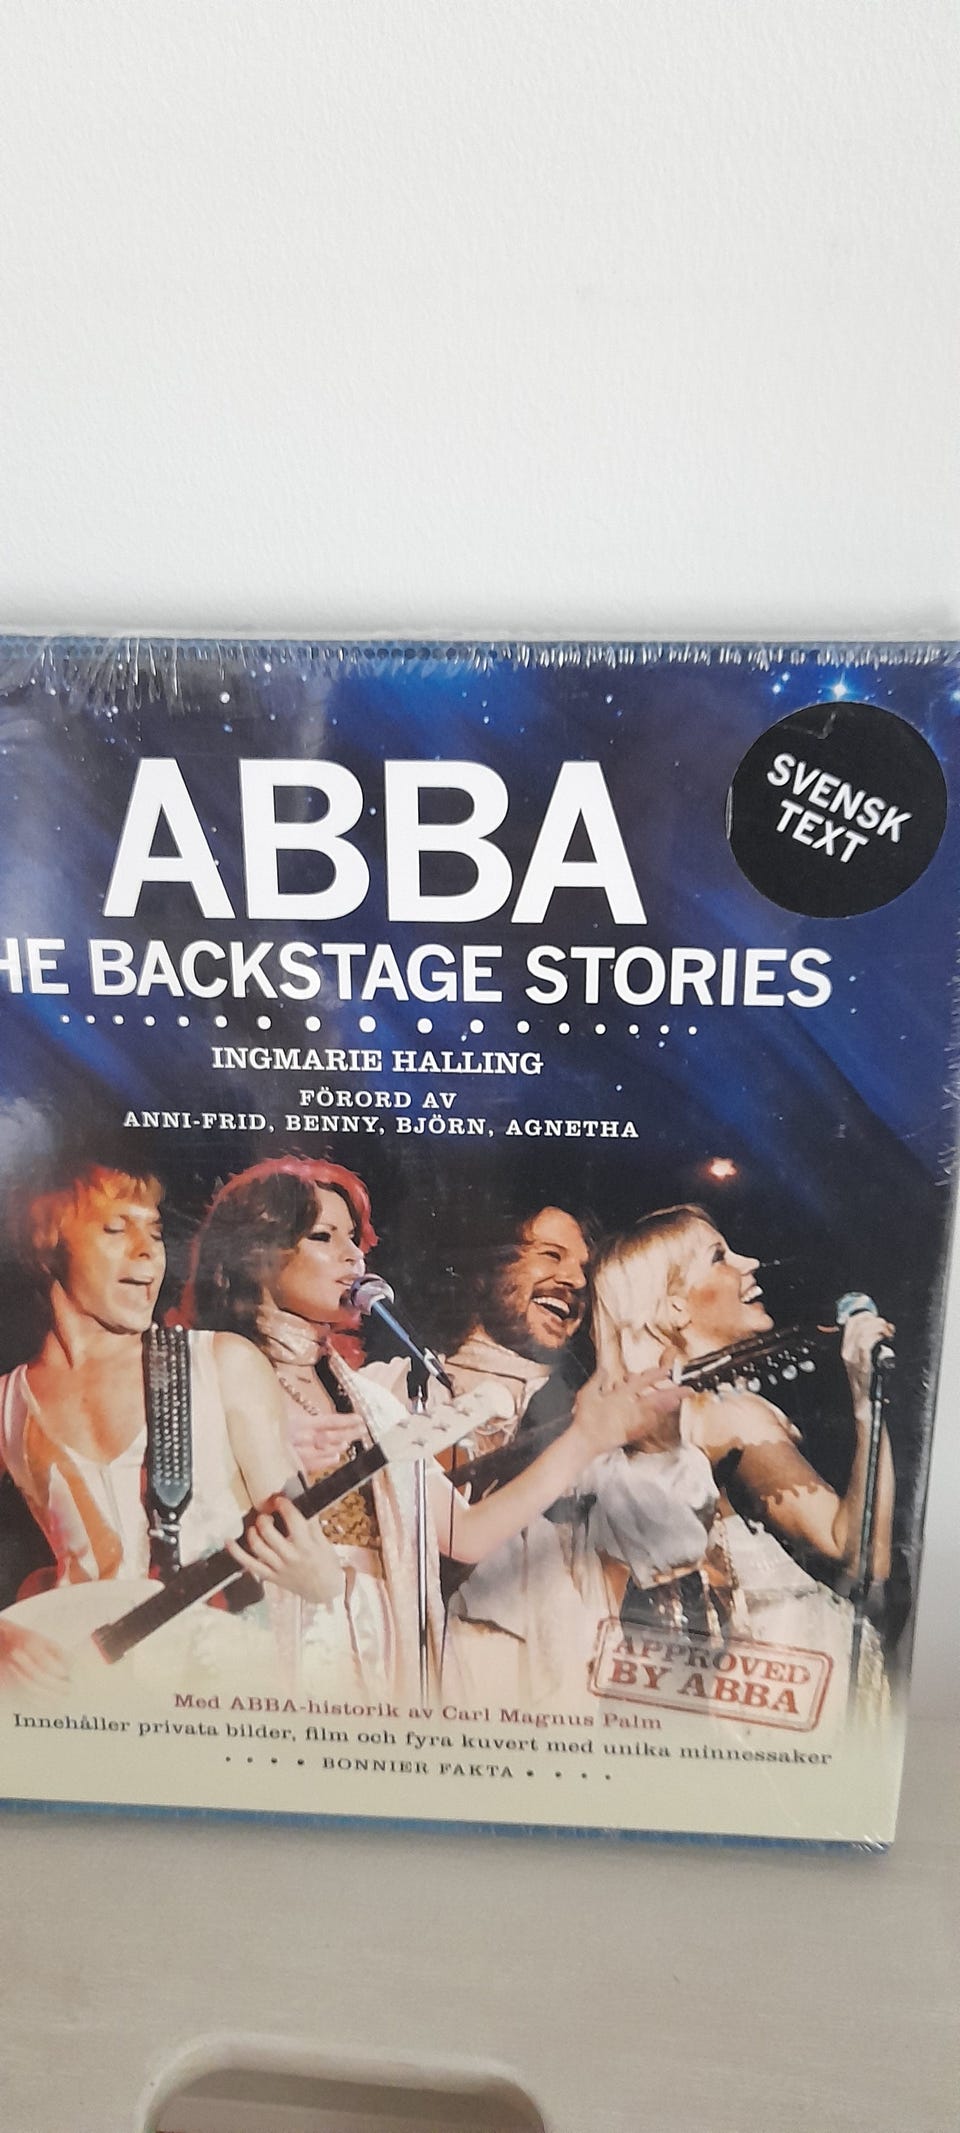 ABBA
HE BACKSTAGE STORIES
SVENSK
TEXT
INGMARIE HALLING
FÖRORD AV
ANNI-FRID, BENNY, BJÖRN, AGNETHA
APPROVED
BY ABBA
Med ABBA-historik av Carl Magnus Palm
Innehåller privata bilder, film och fyra kuvert med unika minnessaker
BONNIER FAKTA